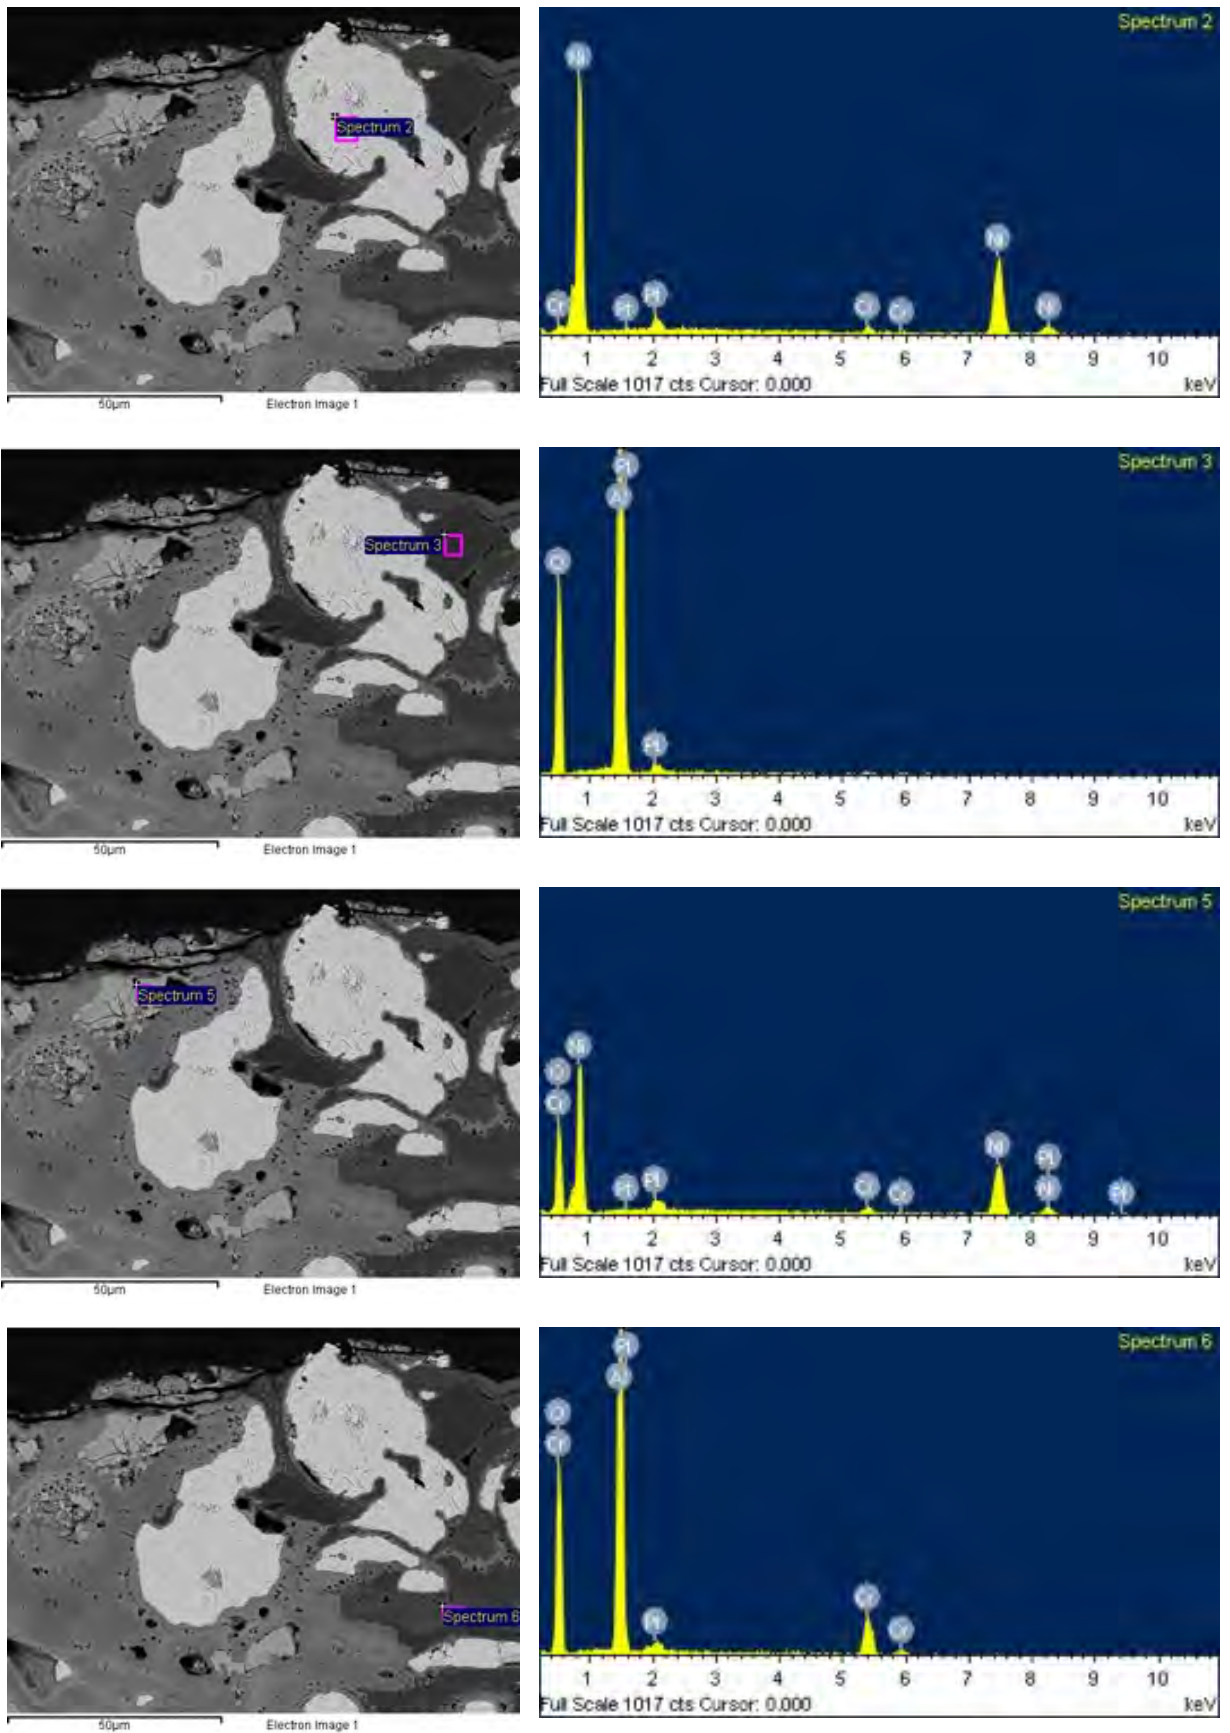 Spectrum 2
Spectrum 2
Ni
Ni
Cr Pt Pt Cr Cr Ni
1 2 3 4 5 6 7 8 9 10
Full Scale 1017 cts Cursor: 0.000 keV
50µm Electron Image 1
Spectrum 3
Spectrum 3
Pt
Al
O
Pt
1 2 3 4 5 6 7 8 9 10
Full Scale 1017 cts Cursor: 0.000 keV
50µm Electron Image 1
Spectrum 5
Spectrum 5
Ni
O
Cr
Ni
Pt
Pt Pt Cr Cr Ni Pt
1 2 3 4 5 6 7 8 9 10
Full Scale 1017 cts Cursor: 0.000 keV
50µm Electron Image 1
Spectrum 6
Spectrum 6
Pt
Al
O
Cr
Cr
Pt Cr
1 2 3 4 5 6 7 8 9 10
Full Scale 1017 cts Cursor: 0.000 keV
50µm Electron Image 1